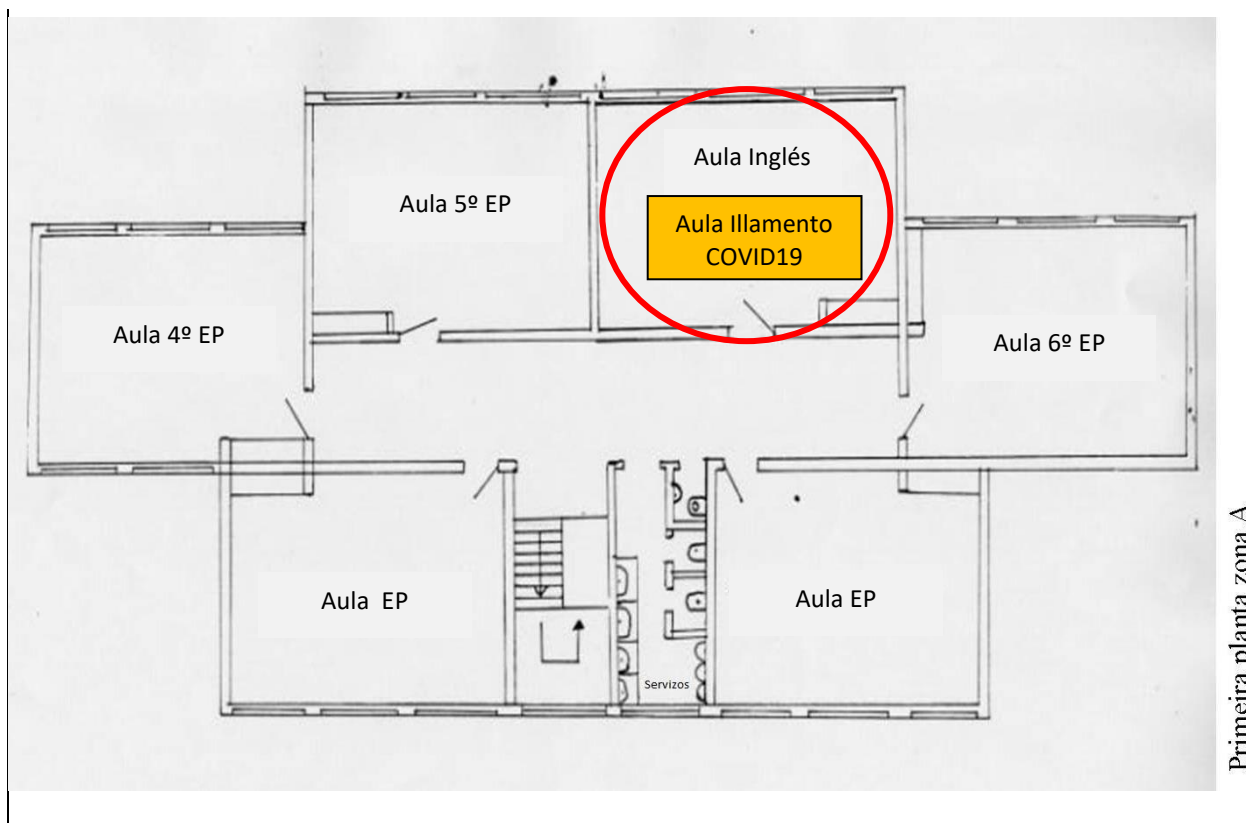 Aula Inglés
Aula 5º EP
Aula Illamento
COVID19
Aula 4º EP
Aula 6º EP
Aula EP
Aula EP
Servizos
Primeira planta zona A